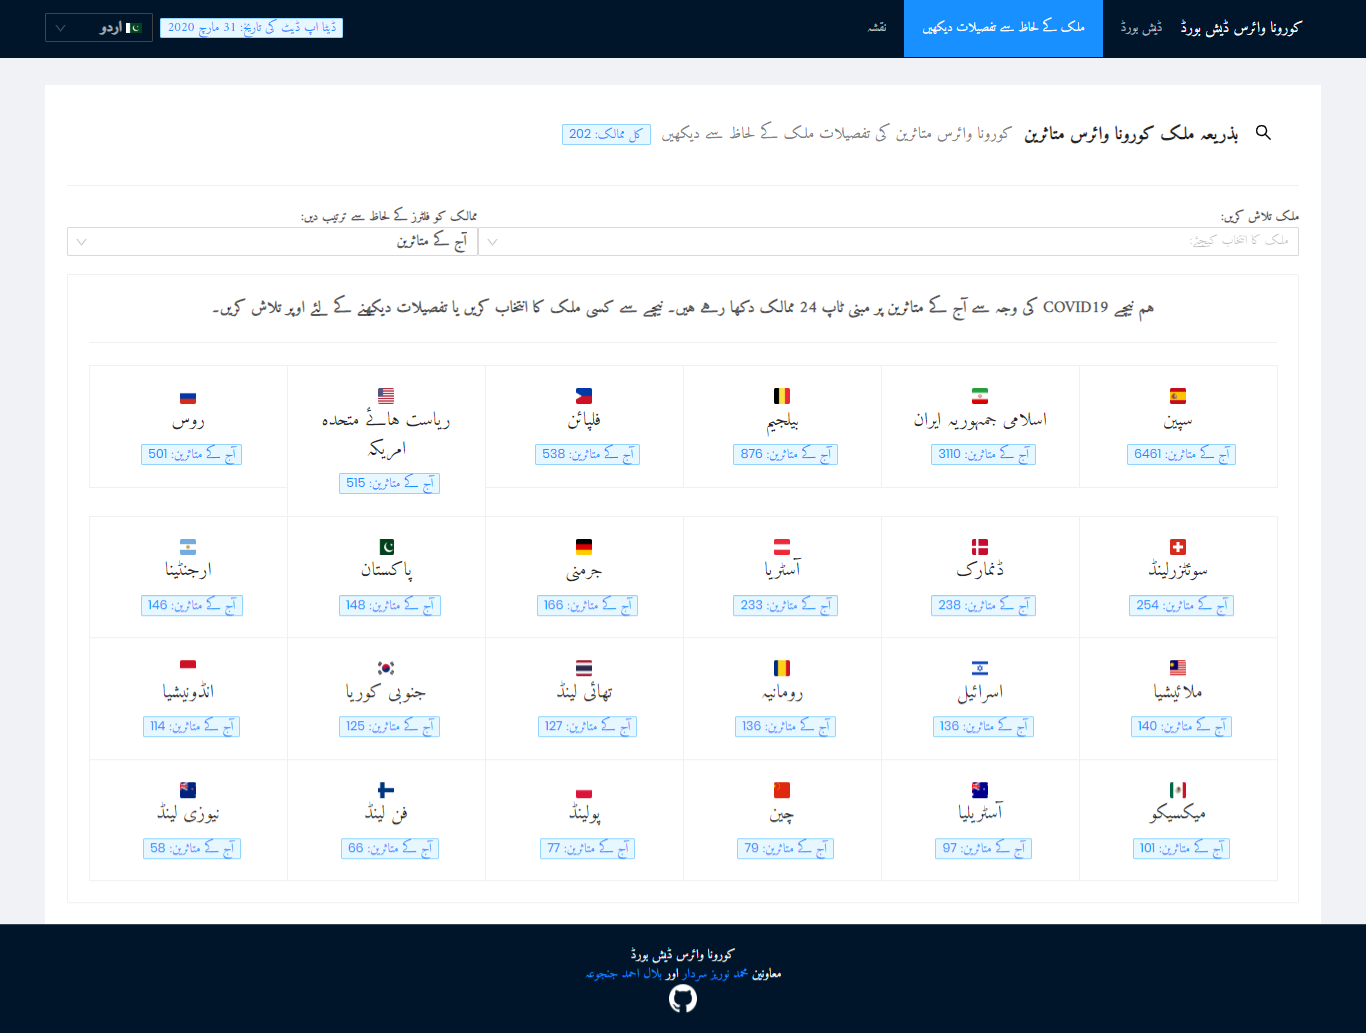 کورونا وائرس ڈیش بورڈ
ڈیش بورڈ
ملک کے لحاظ سے تفصیلات دیکھیں
نقشہ
ڈیٹا اپ ڈیٹ کی تاریخ: 31 مارچ 2020
اردو
بذریعہ ملک کورونا وائرس متاثرین
کورونا وائرس متاثرین کی تفصیلات ملک کے لحاظ سے دیکھیں
کل ممالک: 202
ملک تلاش کریں:
ملک کا انتخاب کیجئے:
ممالک کو فلٹرز کے لحاظ سے ترتیب دیں:
آج کے متاثرین
ہم نیچے COVID19 کی وجہ سے آج کے متاثرین پر مبنی ٹاپ 24 ممالک دکھا رہے ہیں۔ نیچے سے کسی ملک کا انتخاب کریں یا تفصیلات دیکھنے کے لئے اوپر تلاش کریں۔
سپین
آج کے متاثرین: 6461
اسلامی جمہوریہ ایران
آج کے متاثرین: 3110
بیلجیم
آج کے متاثرین: 876
فلپائن
آج کے متاثرین: 538
ریاست ہائے متحدہ
امریکہ
آج کے متاثرین: 515
روس
آج کے متاثرین: 501
سوئٹزرلینڈ
آج کے متاثرین: 254
ڈنمارک
آج کے متاثرین: 238
آسٹریا
آج کے متاثرین: 233
جرمنی
آج کے متاثرین: 166
پاکستان
آج کے متاثرین: 148
ارجنٹینا
آج کے متاثرین: 146
ملائیشیا
آج کے متاثرین: 140
اسرائیل
آج کے متاثرین: 136
رومانیہ
آج کے متاثرین: 136
تھائی لینڈ
آج کے متاثرین: 127
جنوبی کوریا
آج کے متاثرین: 125
انڈونیشیا
آج کے متاثرین: 114
میکسیکو
آج کے متاثرین: 101
آسٹریلیا
آج کے متاثرین: 97
چین
آج کے متاثرین: 79
پولینڈ
آج کے متاثرین: 77
فن لینڈ
آج کے متاثرین: 66
نیوزی لینڈ
آج کے متاثرین: 58
کورونا وائرس ڈیش بورڈ
معاونین محمد نوریز سردار اور بلال احمد جنجوعہ